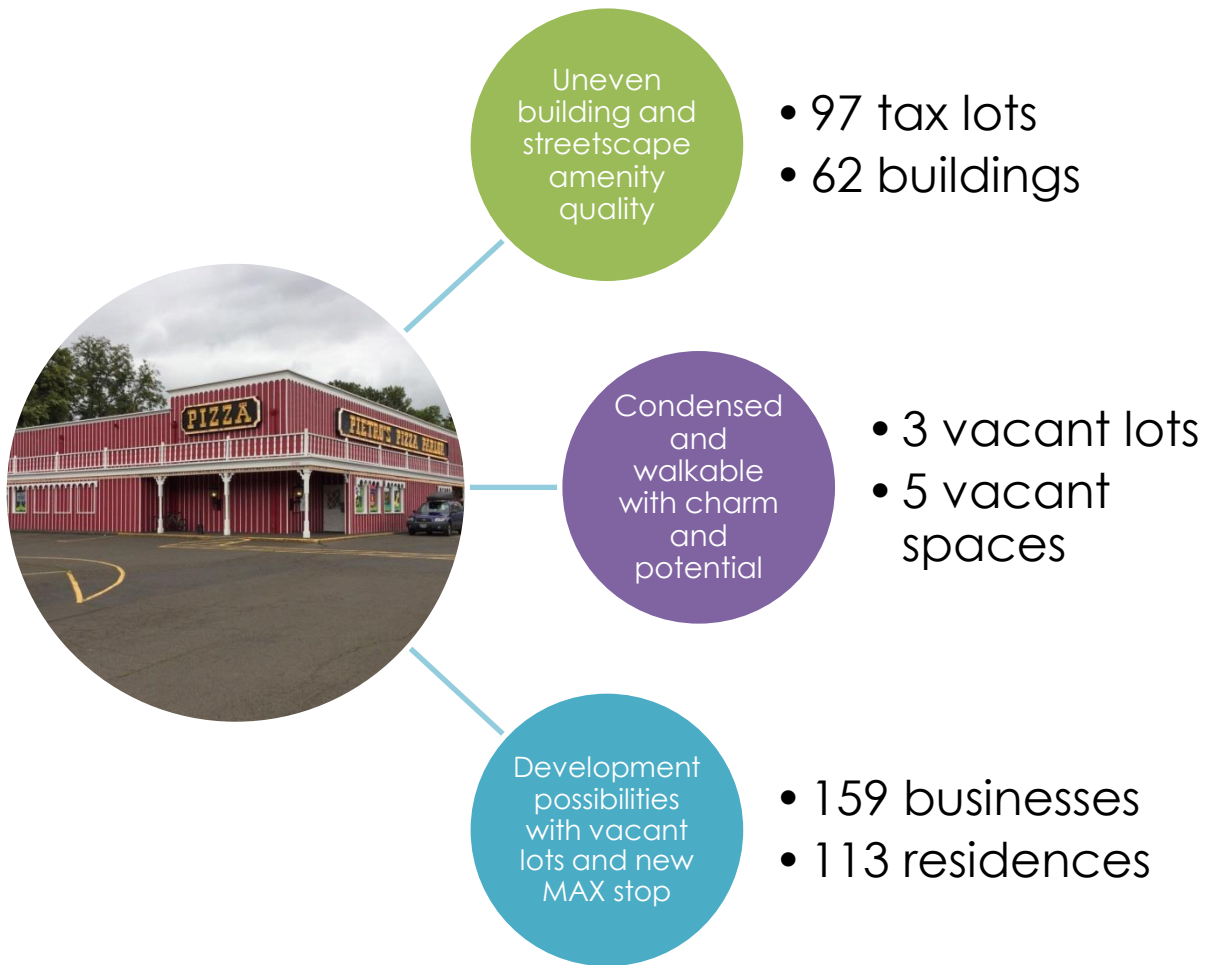 Uneven
building and
streetscape
amenity
quality
• 97 tax lots
• 62 buildings
PIZZA
PIETRO'S PIZZA PARLOR
Condensed
and
walkable
with charm
and
potential
• 3 vacant lots
• 5 vacant
spaces
Development
possibilities
with vacant
lots and new
MAX stop
• 159 businesses
• 113 residences